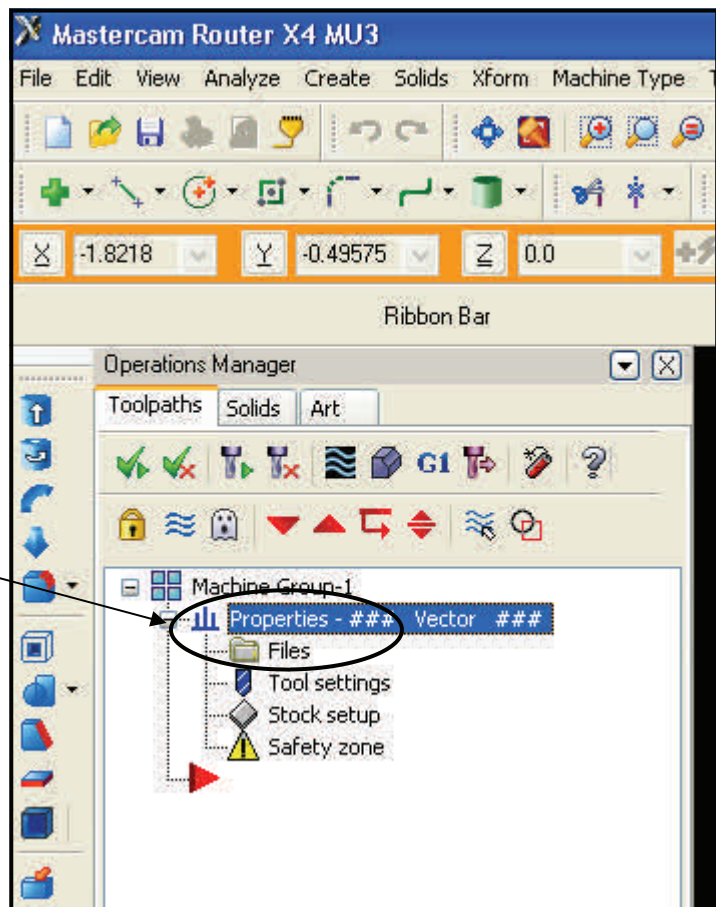 Mastercam Router X4 MU3
File Edit View Analyze Create Solids Xform Machine Type
X -1.8218 Y -0.49575 Z 0.0
Ribbon Bar
Operations Manager
Toolpaths Solids Art
G1
Machine Group-1
Properties - ### Vector ###
Files
Tool settings
Stock setup
Safety zone